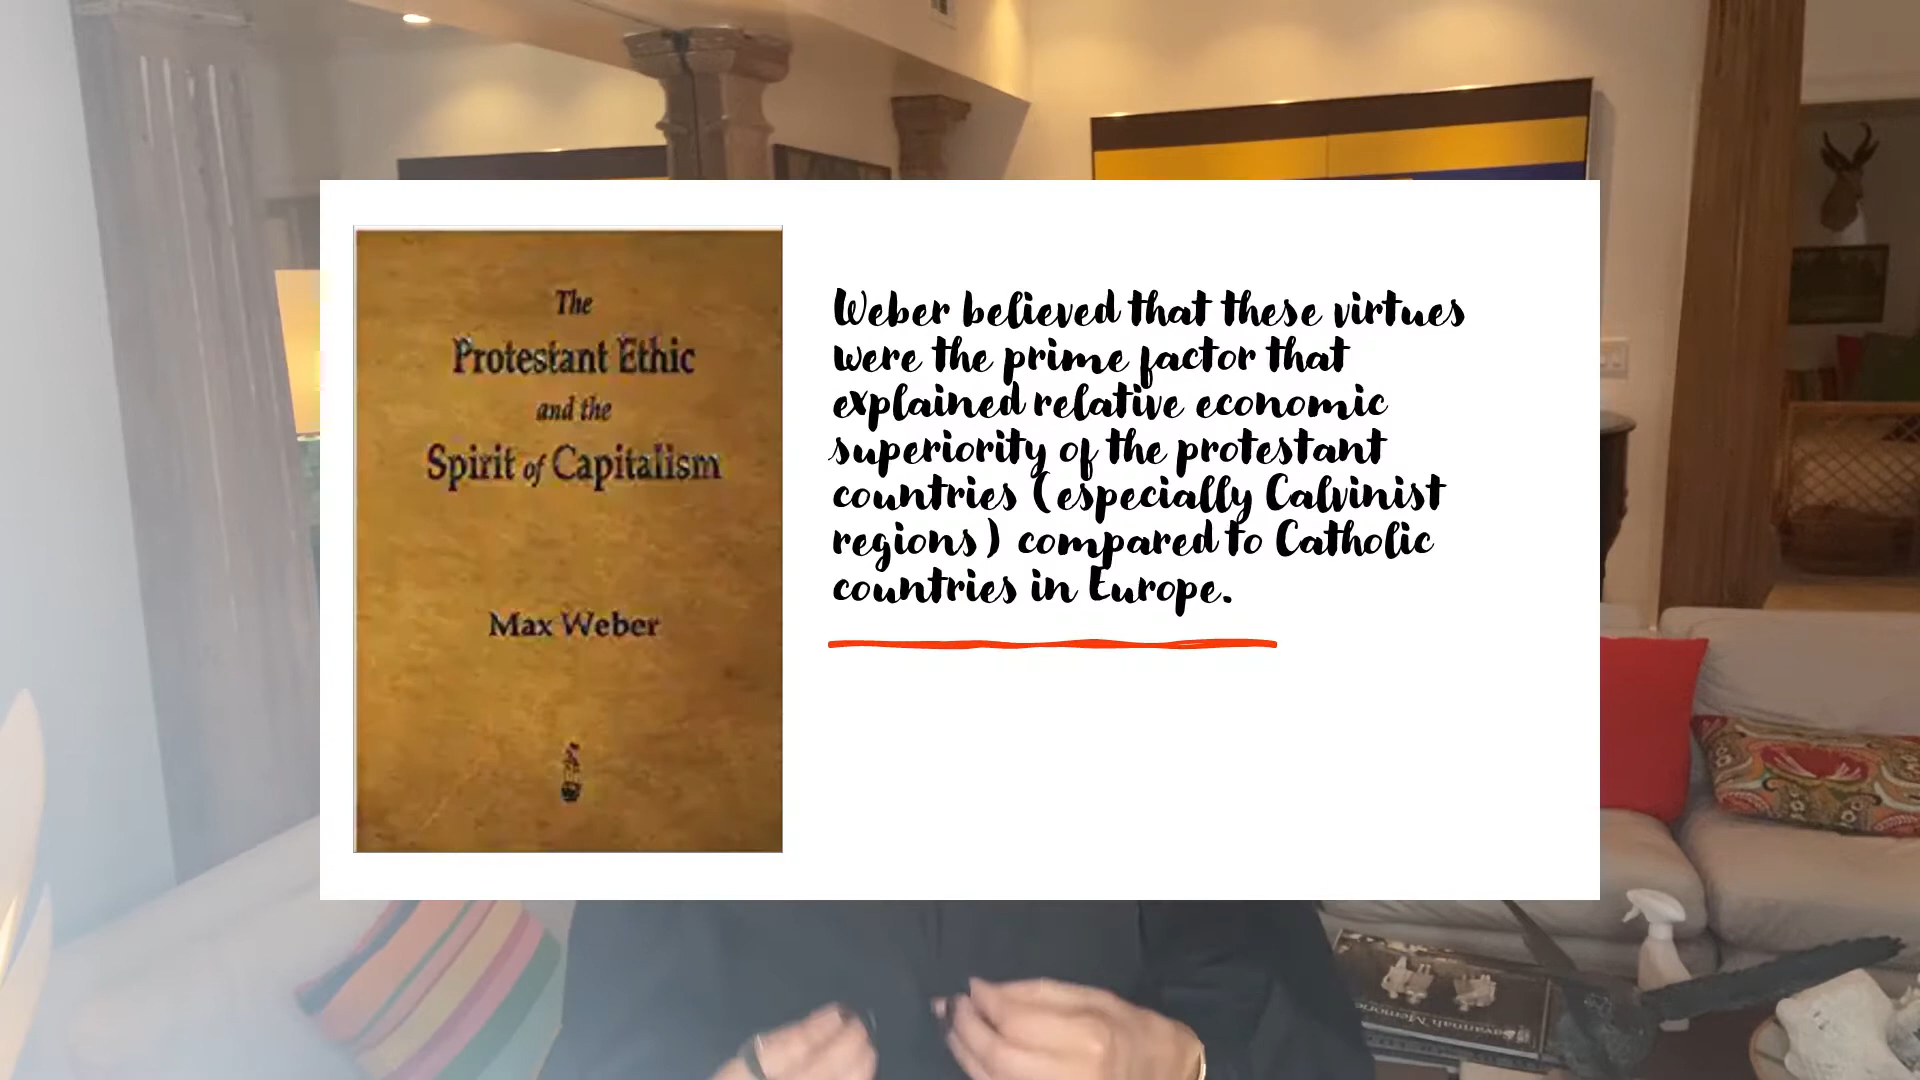 The
Protestant Ethic
and the
Spirit of Capitalism
Max Weber
Weber believed that these virtues
were the prime factor that
explained relative economic
superiority of the protestant
countries (especially Calvinist
regions) compared to Catholic
countries in Europe.